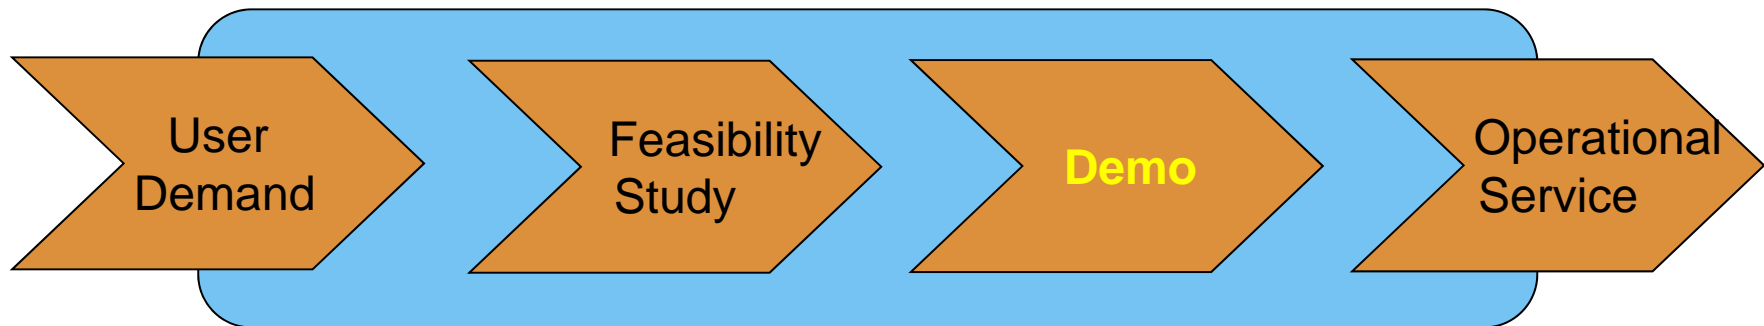 User
Demand
Feasibility
Study
Demo
Operational
Service